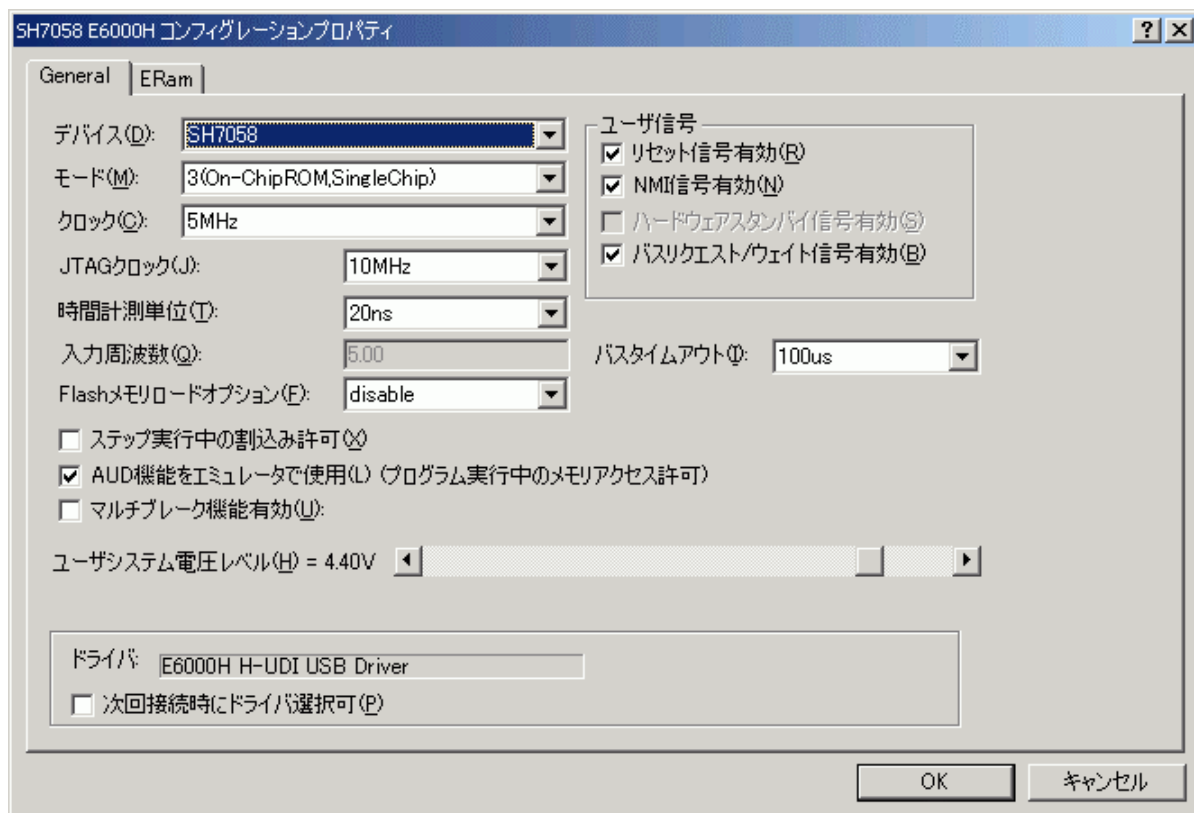 SH7058 E6000H コンフィグレーションプロパティ
General ERam
デバイス(D): SH7058
モード(M): 3(On-ChipROM,SingleChip)
クロック(C): 5MHz
JTAGクロック(J): 10MHz
時間計測単位(T): 20ns
入力周波数(Q): 5.00
Flashメモリロードオプション(F): disable
ユーザ信号
リセット信号有効(R)
NMI信号有効(N)
ハードウェアスタンバイ信号有効(S)
バスリクエスト/ウェイト信号有効(B)
バスタイムアウト(I): 100us
ステップ実行中の割込み許可(X)
AUD機能をエミュレータで使用(L) (プログラム実行中のメモリアクセス許可)
マルチブレーク機能有効(U):
ユーザシステム電圧レベル(H) = 4.40V
ドライバ: E6000H H-UDI USB Driver
次回接続時にドライバ選択可(P)
OK キャンセル